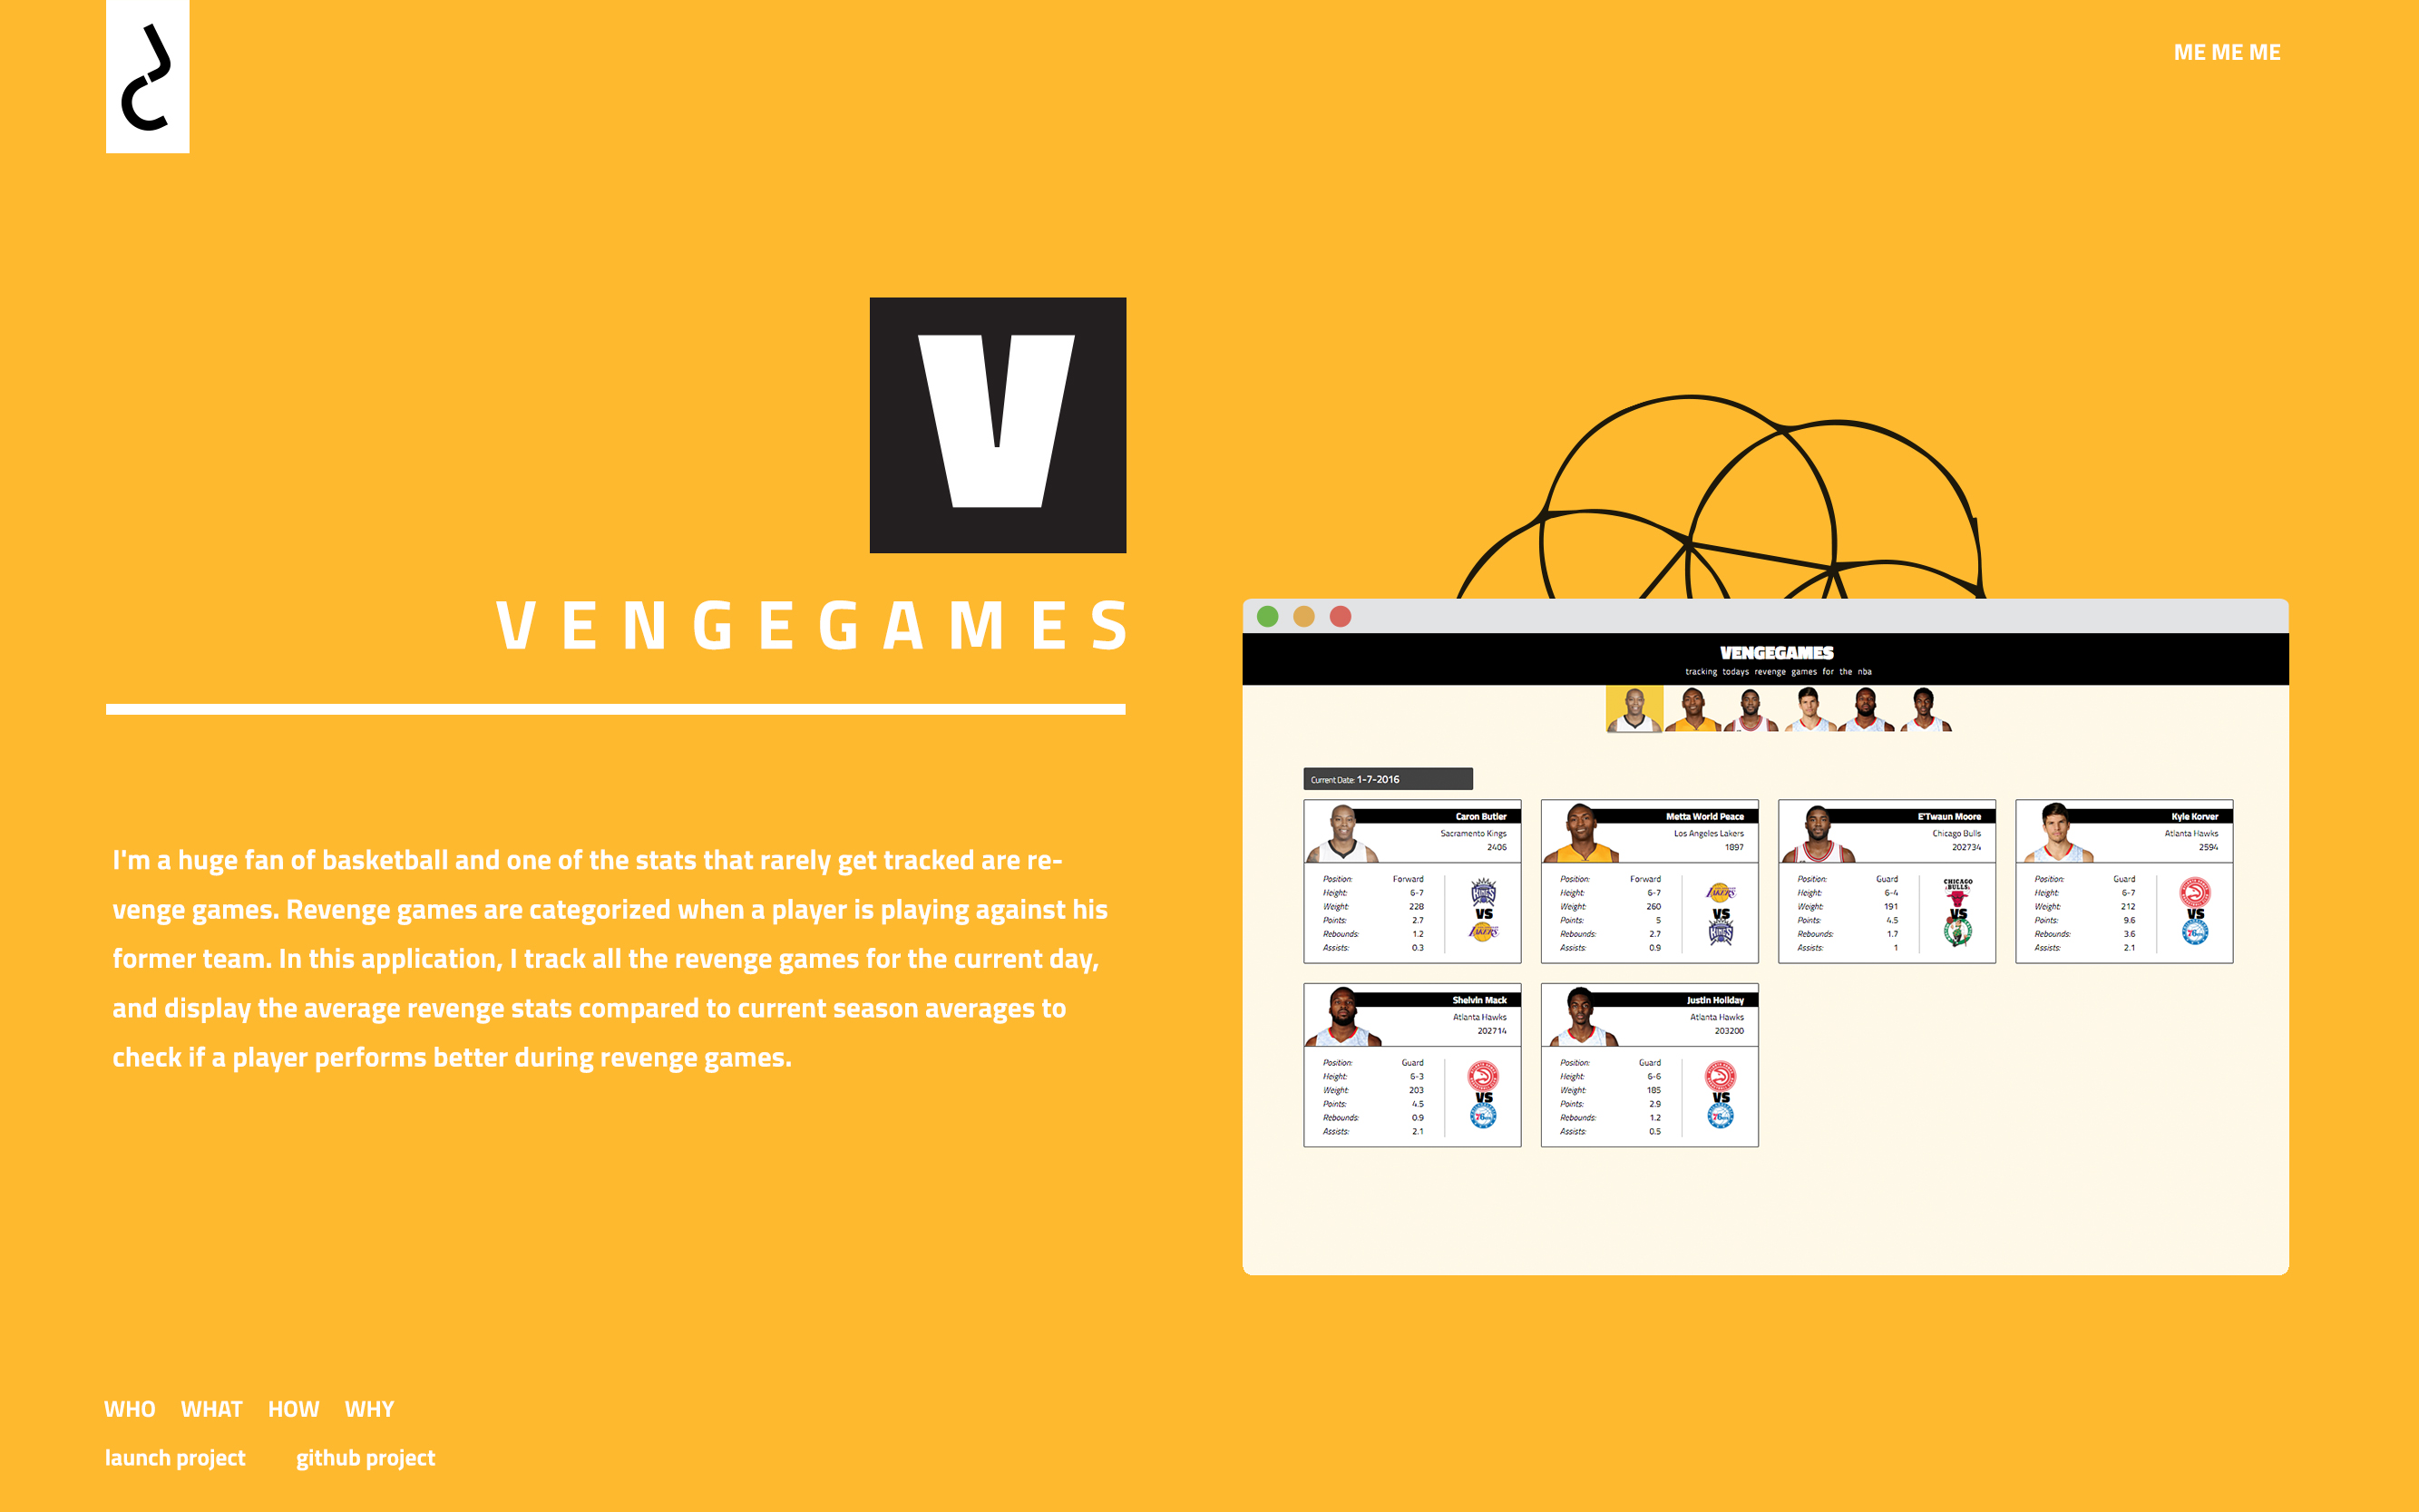 ME ME ME
V
VENGEGAMES
I'm a huge fan of basketball and one of the stats that rarely get tracked are re-
venge games. Revenge games are categorized when a player is playing against his
former team. In this application, I track all the revenge games for the current day,
and display the average revenge stats compared to current season averages to
check if a player performs better during revenge games.
WHO WHAT HOW WHY
launch project github project
VENGEGAMES
tracking todays revenge games for the nba
Current Date: 1-7-2016
Caron Butler
Sacramento Kings
2406
Position: Forward
Height: 6-7
Weight: 228
Points: 2.7
Rebounds: 1.2
Assists: 0.3
KINGS
VS
LAKERS
Metta World Peace
Los Angeles Lakers
1897
Position: Forward
Height: 6-7
Weight: 260
Points: 5
Rebounds: 2.7
Assists: 0.9
LAKERS
VS
KINGS
E'Twaun Moore
Chicago Bulls
202734
Position: Guard
Height: 6-4
Weight: 191
Points: 4.5
Rebounds: 1.7
Assists: 1
CHICAGO
BULLS
VS
Kyle Korver
Atlanta Hawks
2594
Position: Guard
Height: 6-7
Weight: 212
Points: 9.6
Rebounds: 3.6
Assists: 2.1
VS
76
Shelvin Mack
Atlanta Hawks
202714
Position: Guard
Height: 6-3
Weight: 203
Points: 4.5
Rebounds: 0.9
Assists: 2.1
VS
76
Justin Holiday
Atlanta Hawks
203200
Position: Guard
Height: 6-6
Weight: 185
Points: 2.9
Rebounds: 1.2
Assists: 0.5
VS
76